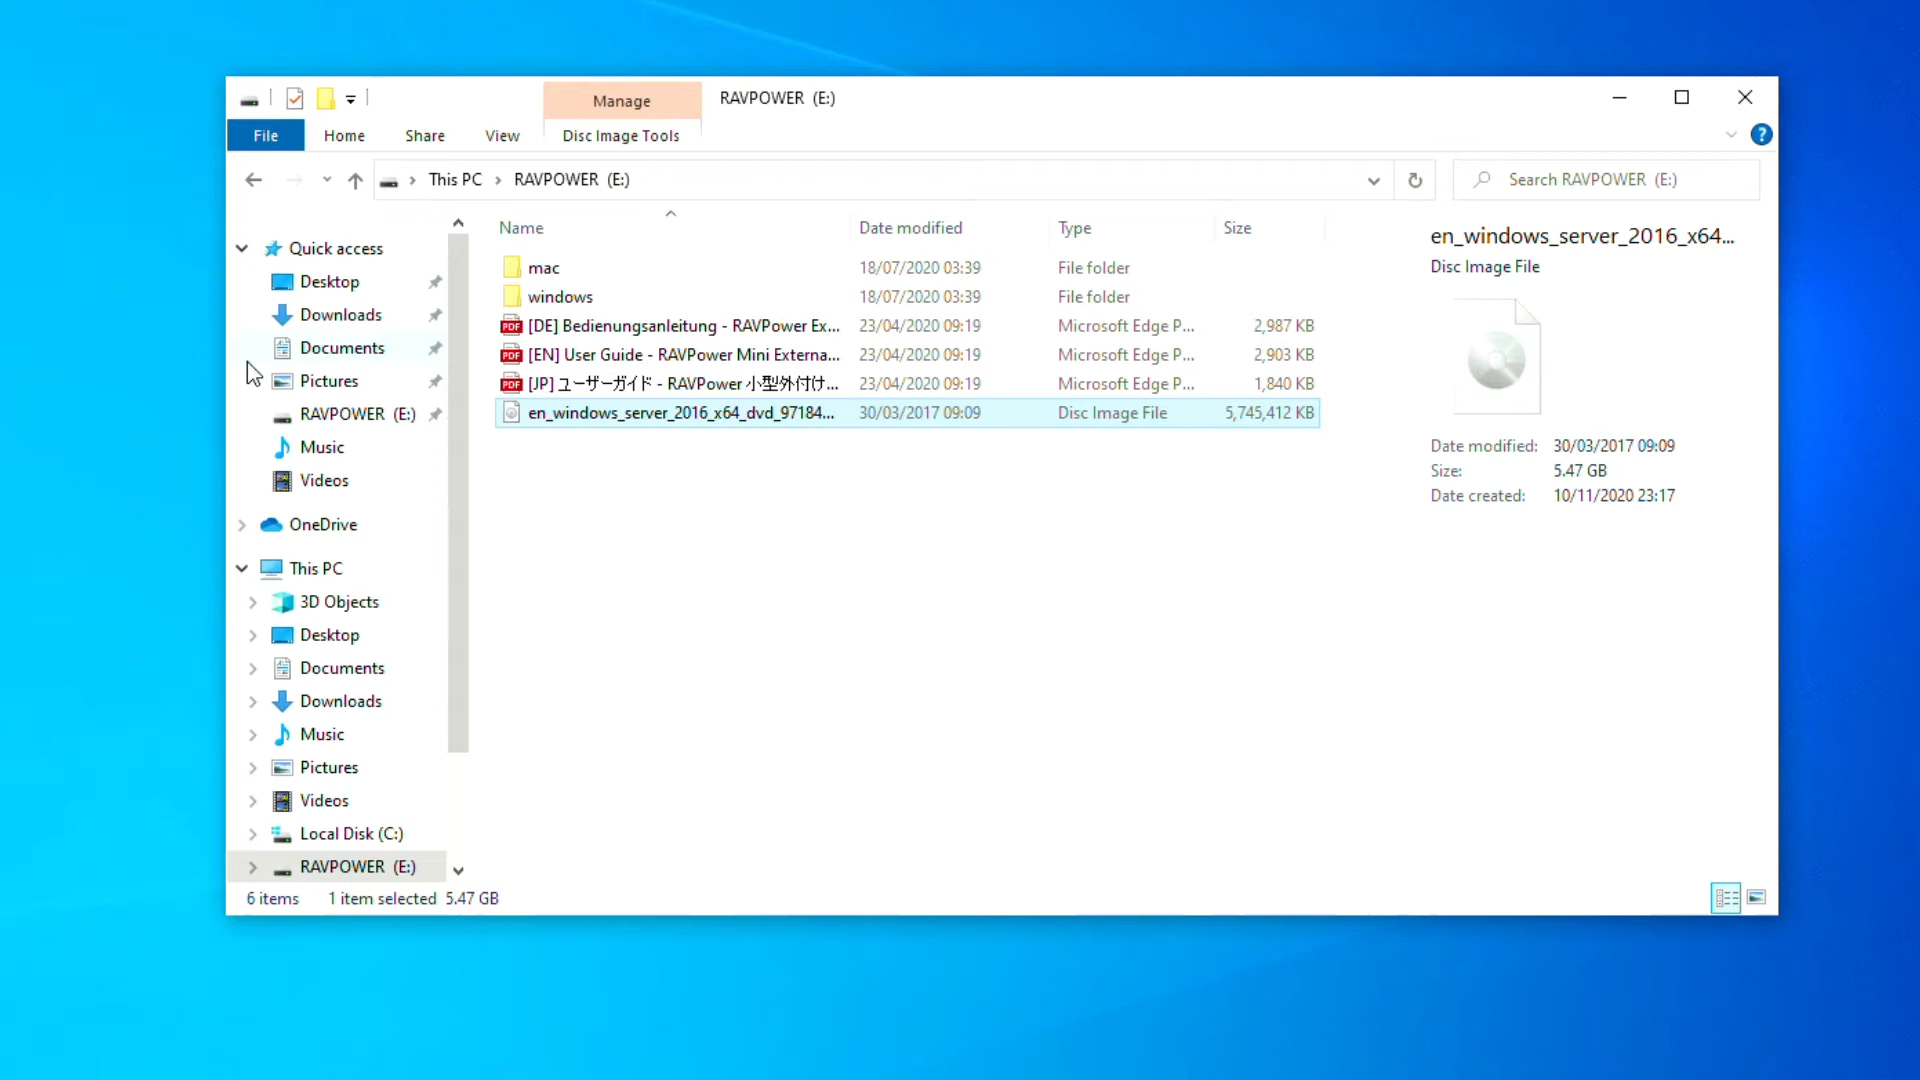 Manage
RAVPOWER (E:)
File
Home
Share
View
Disc Image Tools
This PC
RAVPOWER (E:)
Search RAVPOWER (E:)
Quick access
Desktop
Downloads
Documents
Pictures
RAVPOWER (E:)
Music
Videos
OneDrive
This PC
3D Objects
Desktop
Documents
Downloads
Music
Pictures
Videos
Local Disk (C:)
RAVPOWER (E:)
Name Date modified Type Size
mac 18/07/2020 03:39 File folder
windows 18/07/2020 03:39 File folder
PDF [DE] Bedienungsanleitung - RAVPower Ex... 23/04/2020 09:19 Microsoft Edge P... 2,987 KB
PDF [EN] User Guide - RAVPower Mini Externa... 23/04/2020 09:19 Microsoft Edge P... 2,903 KB
PDF [JP] ユーザーガイド - RAVPower 小型外付け... 23/04/2020 09:19 Microsoft Edge P... 1,840 KB
en_windows_server_2016_x64_dvd_97184... 30/03/2017 09:09 Disc Image File 5,745,412 KB
en_windows_server_2016_x64...
Disc Image File
Date modified: 30/03/2017 09:09
Size: 5.47 GB
Date created: 10/11/2020 23:17
6 items 1 item selected 5.47 GB